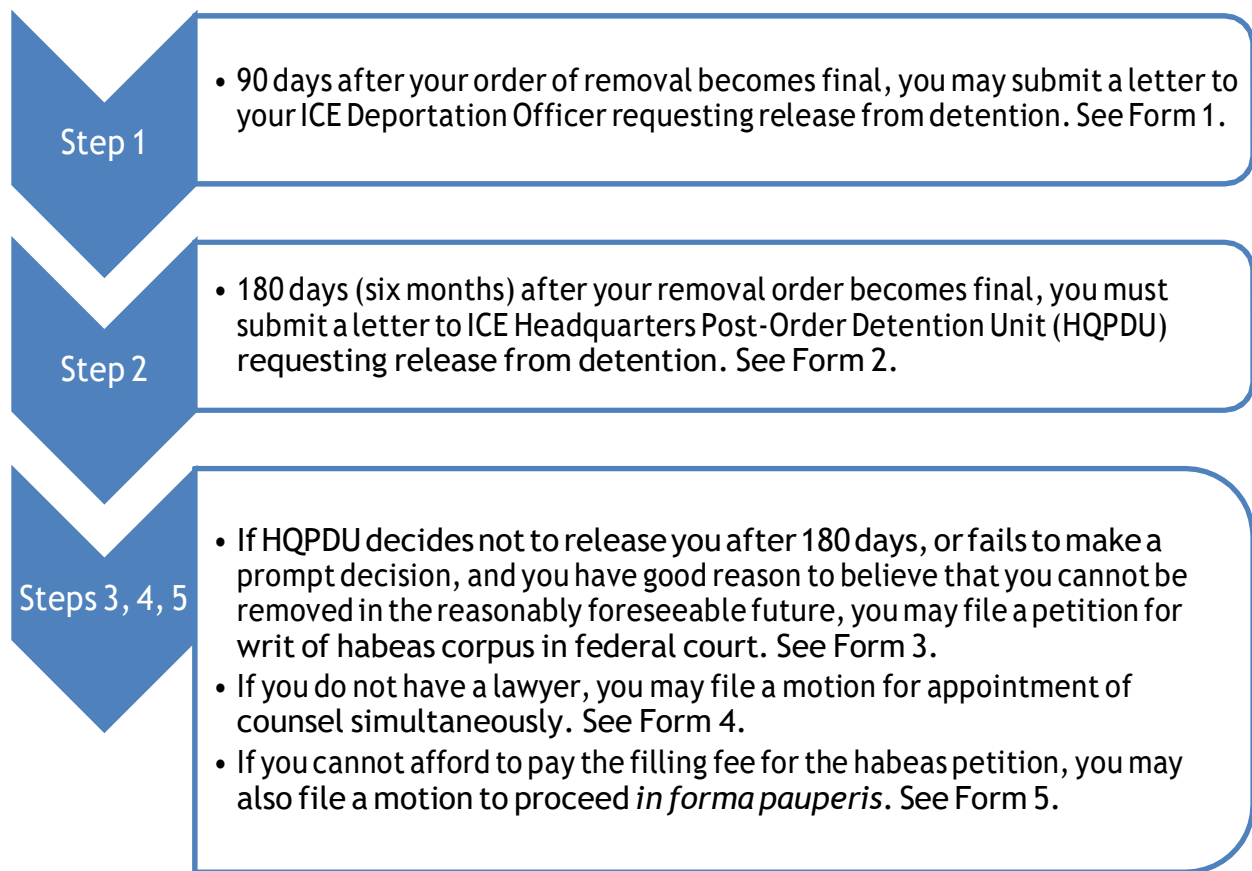 Step 1
• 90 days after your order of removal becomes final, you may submit a letter to
your ICE Deportation Officer requesting release from detention. See Form 1.
Step 2
• 180 days (six months) after your removal order becomes final, you must
submit a letter to ICE Headquarters Post-Order Detention Unit (HQPDU)
requesting release from detention. See Form 2.
Steps 3, 4, 5
• If HQPDU decides not to release you after 180 days, or fails to make a
prompt decision, and you have good reason to believe that you cannot be
removed in the reasonably foreseeable future, you may file a petition for
writ of habeas corpus in federal court. See Form 3.
• If you do not have a lawyer, you may file a motion for appointment of
counsel simultaneously. See Form 4.
• If you cannot afford to pay the filling fee for the habeas petition, you may
also file a motion to proceed in forma pauperis. See Form 5.